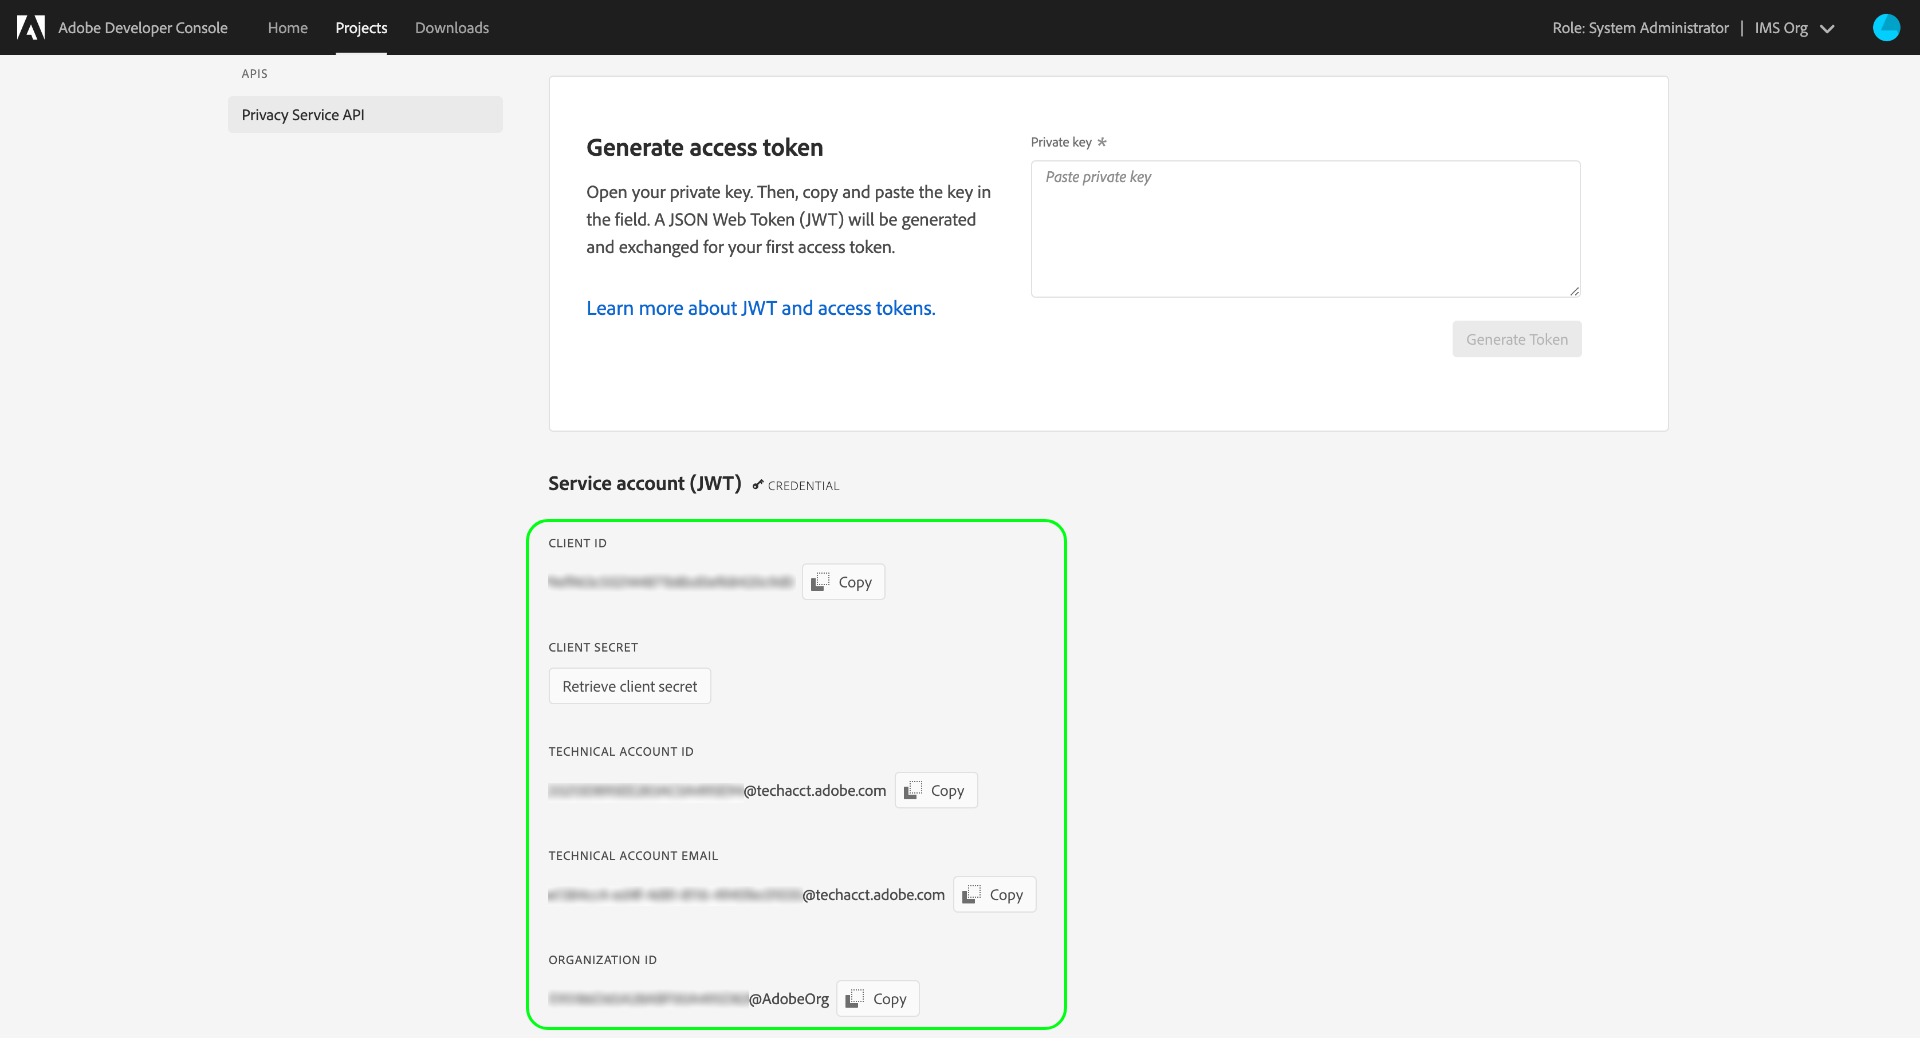 Adobe Developer Console
Home
Projects
Downloads
Role: System Administrator | IMS Org
APIS
Privacy Service API
Generate access token
Open your private key. Then, copy and paste the key in
the field. A JSON Web Token (JWT) will be generated
and exchanged for your first access token.
Learn more about JWT and access tokens.
Private key *
Paste private key
Generate Token
Service account (JWT)
CREDENTIAL
CLIENT ID
Copy
CLIENT SECRET
Retrieve client secret
TECHNICAL ACCOUNT ID
@techacct.adobe.com
Copy
TECHNICAL ACCOUNT EMAIL
@techacct.adobe.com
Copy
ORGANIZATION ID
@AdobeOrg
Copy